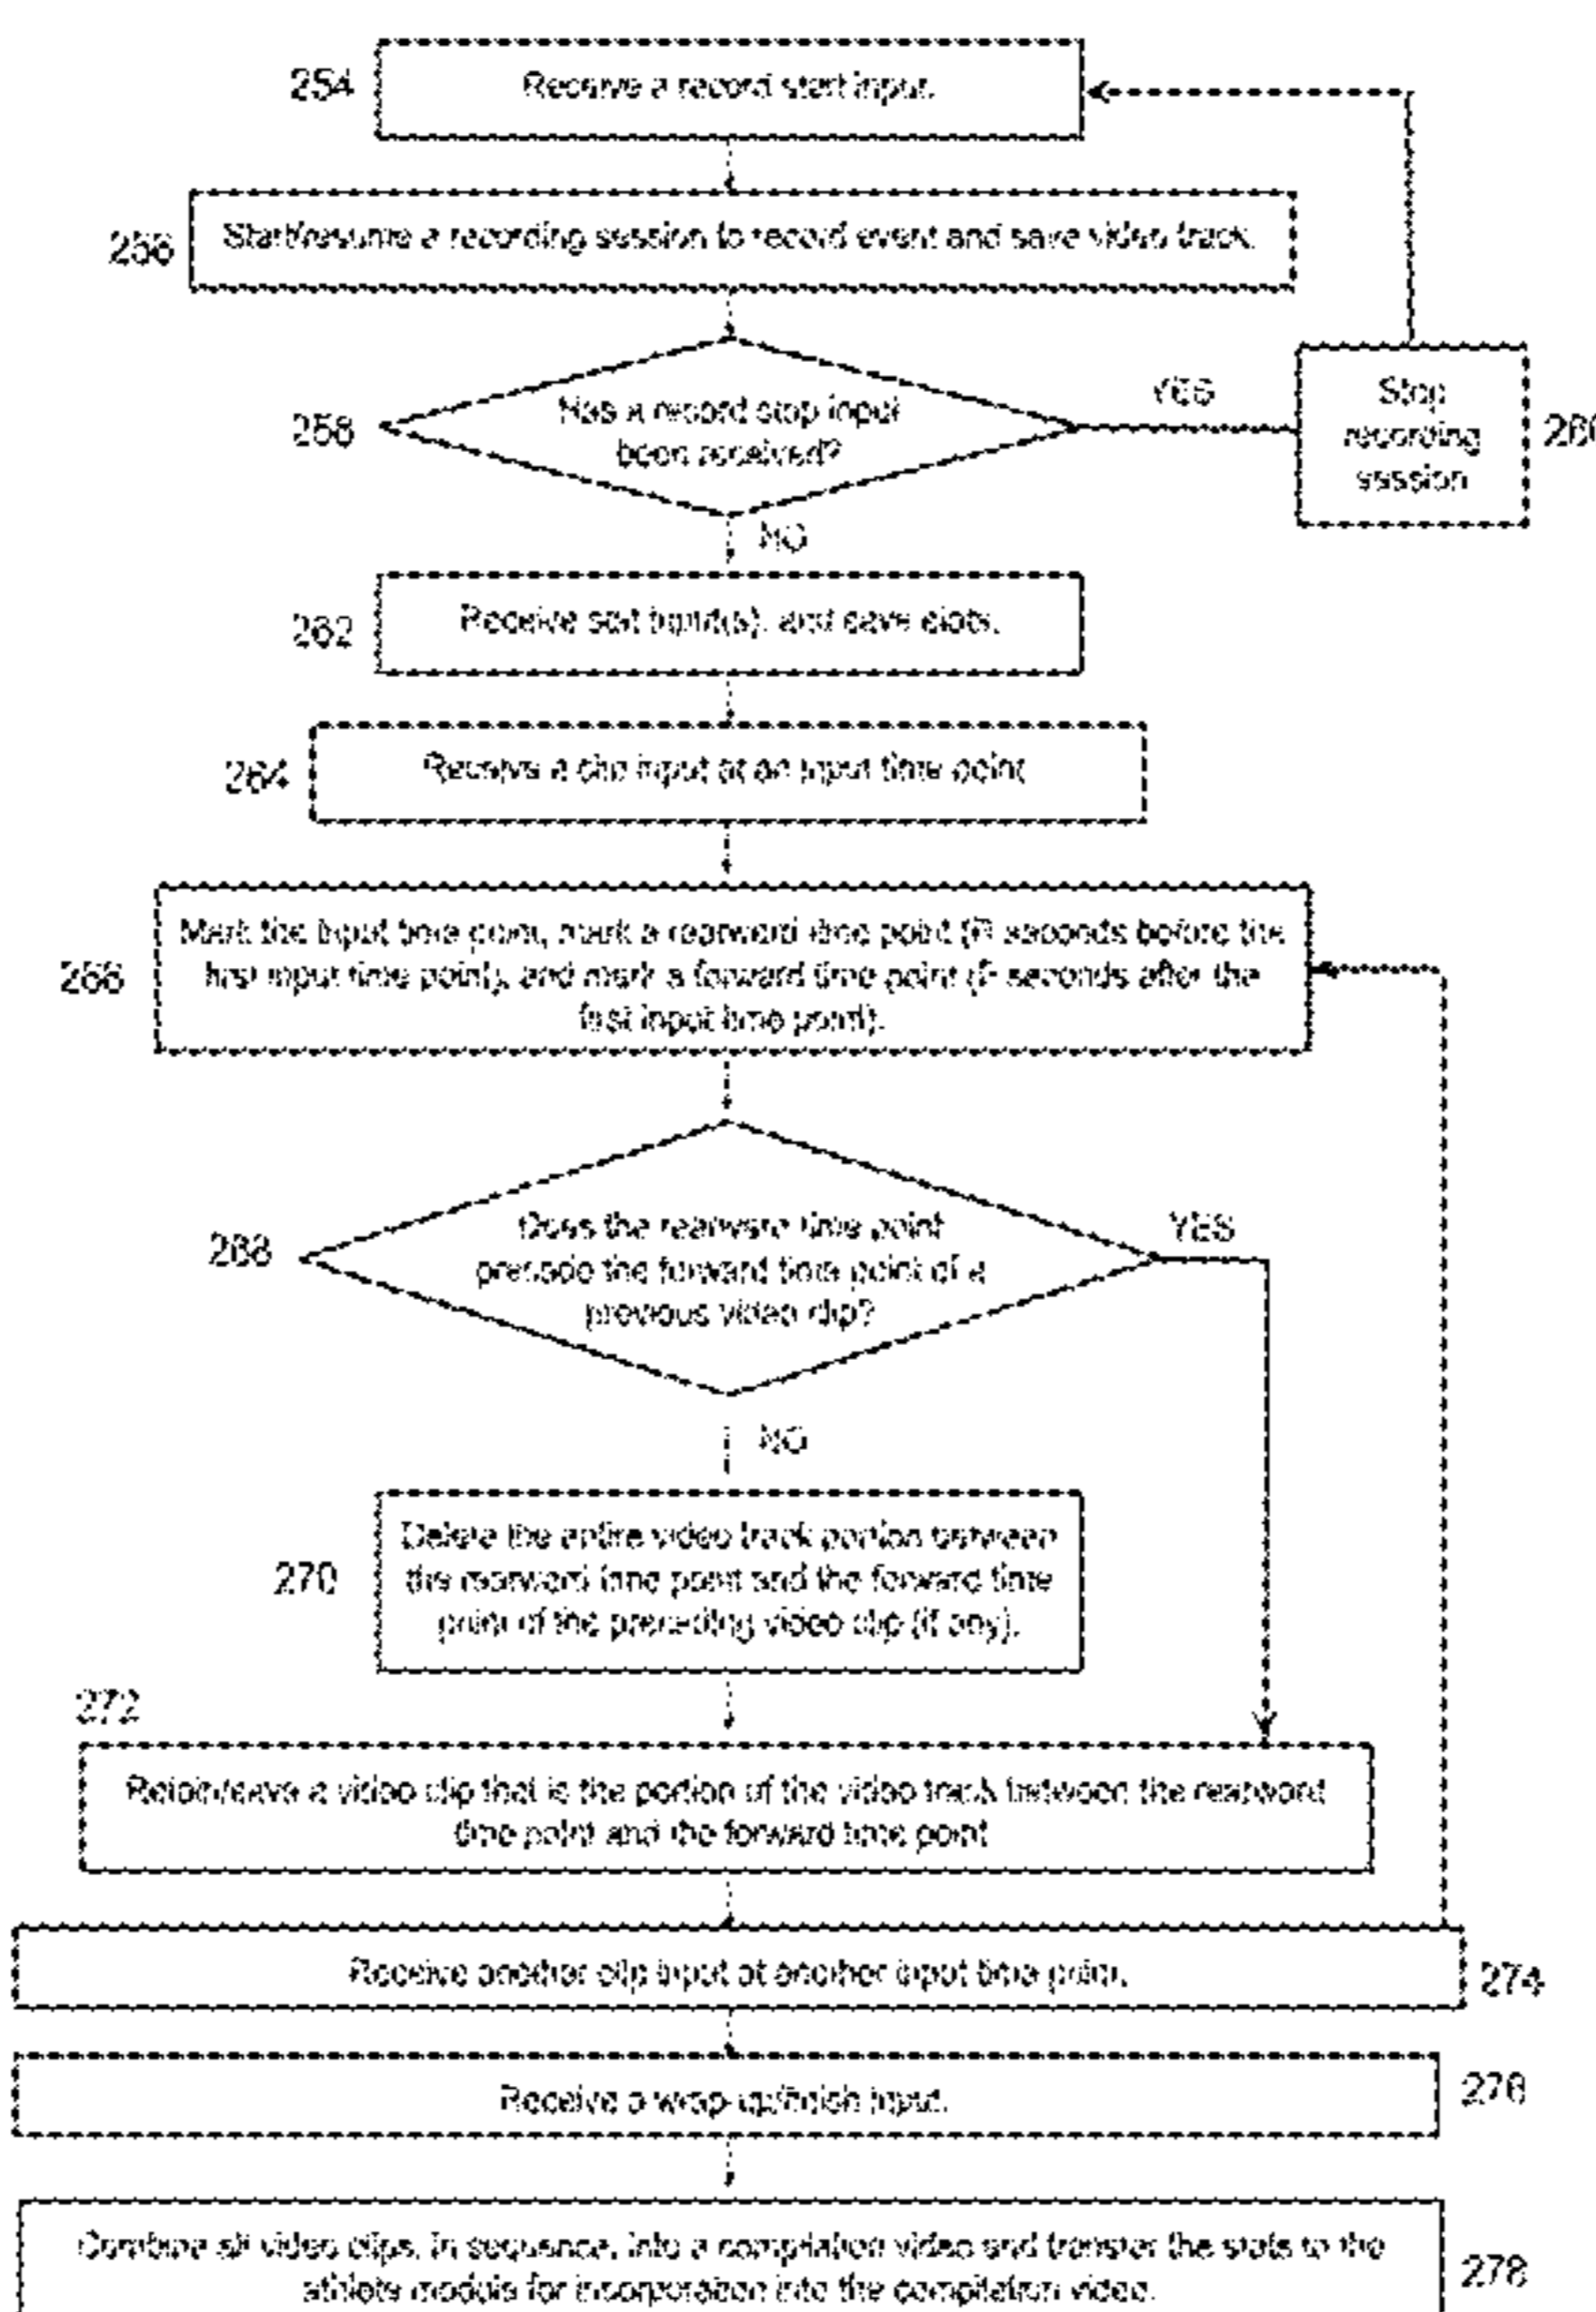 254
Receive a record start input.
256
Start/resume a recording session to record event and save video track.
258
Has a record stop input
been received?
YES
Stop
recording
session
260
NO
262
Receive stat input(s), and save stats.
264
Receive a clip input at an input time point
266
Mark the input time point, mark a rearward time point (R seconds before the
first input time point), and mark a forward time point (F seconds after the
first input time point).
268
Does the rearward time point
precede the forward time point of a
previous video clip?
YES
NO
270
Delete the entire video track portion between
the rearward time point and the forward time
point of the preceding video clip (if any).
272
Retain/save a video clip that is the portion of the video track between the rearward
time point and the forward time point
Receive another clip input at another input time point.
274
Receive a wrap-up/finish input.
276
Combine all video clips, in sequence, into a compilation video and transfer the stats to the
athlete module for incorporation into the compilation video.
278